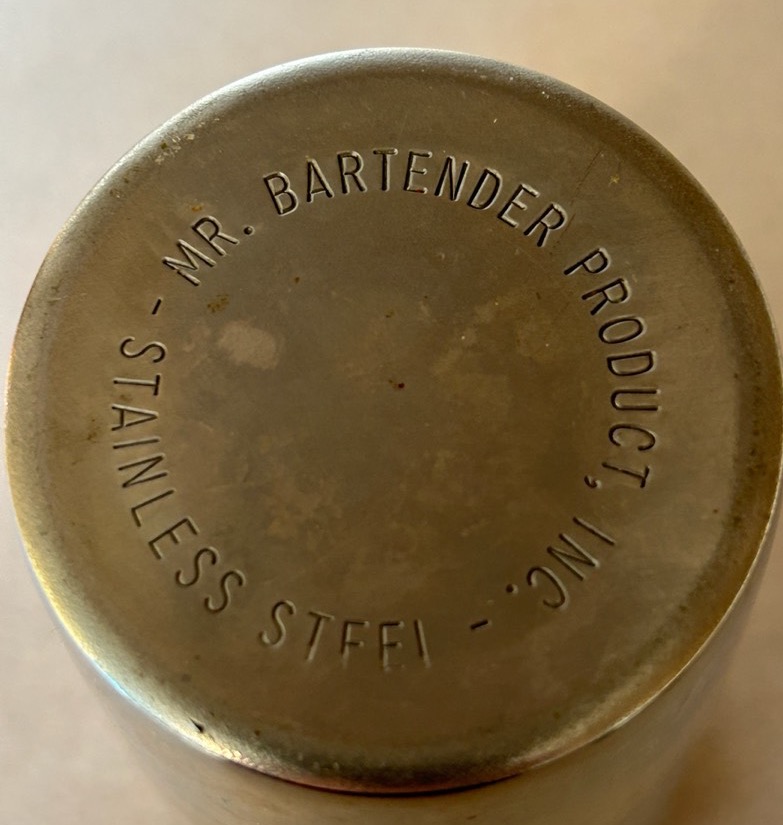 MR. BARTENDER PRODUCT, INC. - STAINLESS STEEL -